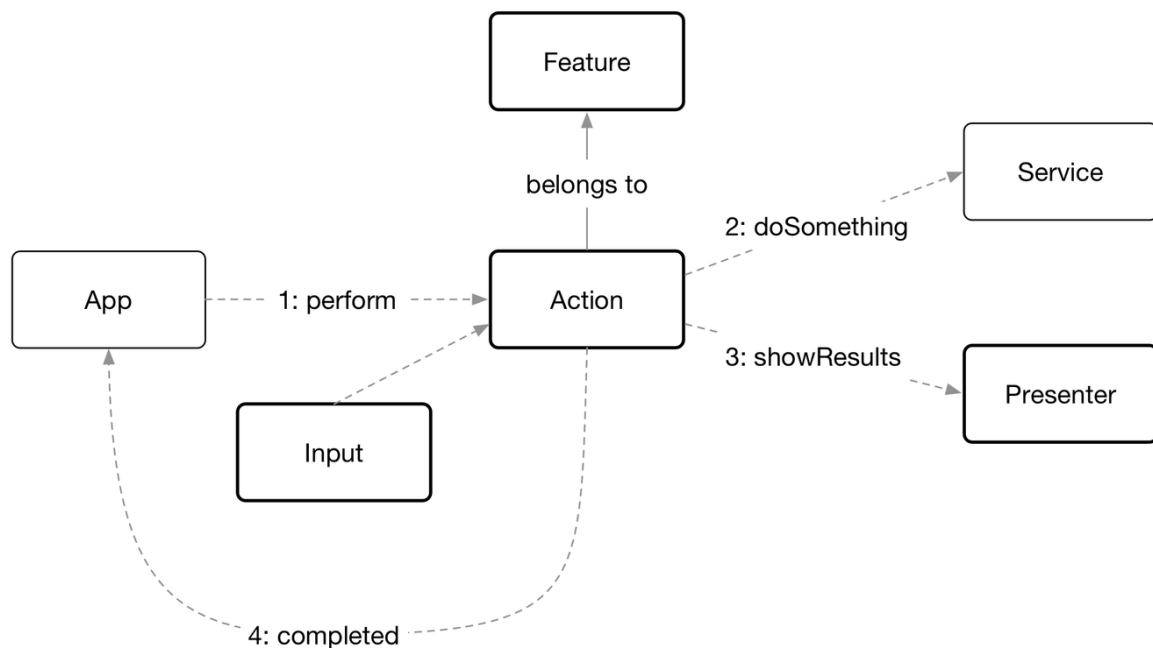 Feature
belongs to
Service
2: doSomething
App
1: perform
Action
3: showResults
Presenter
Input
4: completed